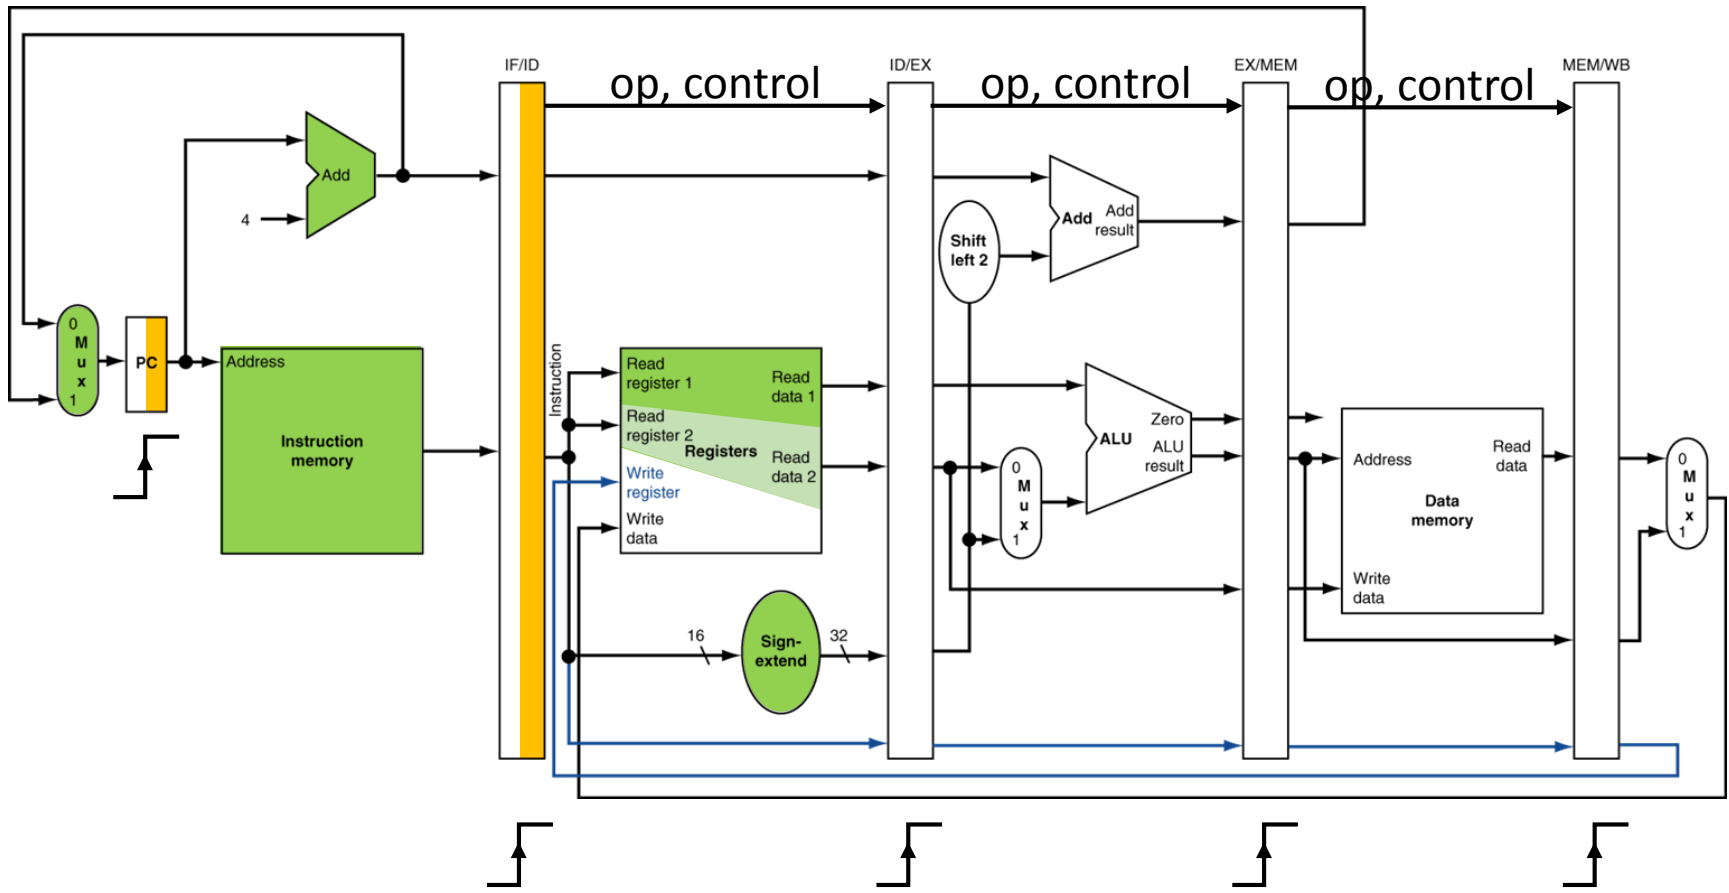 IF/ID
ID/EX
EX/MEM
MEM/WB
op, control
op, control
op, control
Add
4
Add
Add
result
Shift
left 2
0
M
u
x
1
PC
Address
Instruction
memory
Instruction
Read
register 1
Read
register 2
Write
register
Write
data
Registers
Read
data 1
Read
data 2
16
Sign-
extend
32
0
M
u
x
1
ALU
Zero
ALU
result
Address
Read
data
Data
memory
Write
data
0
M
u
x
1